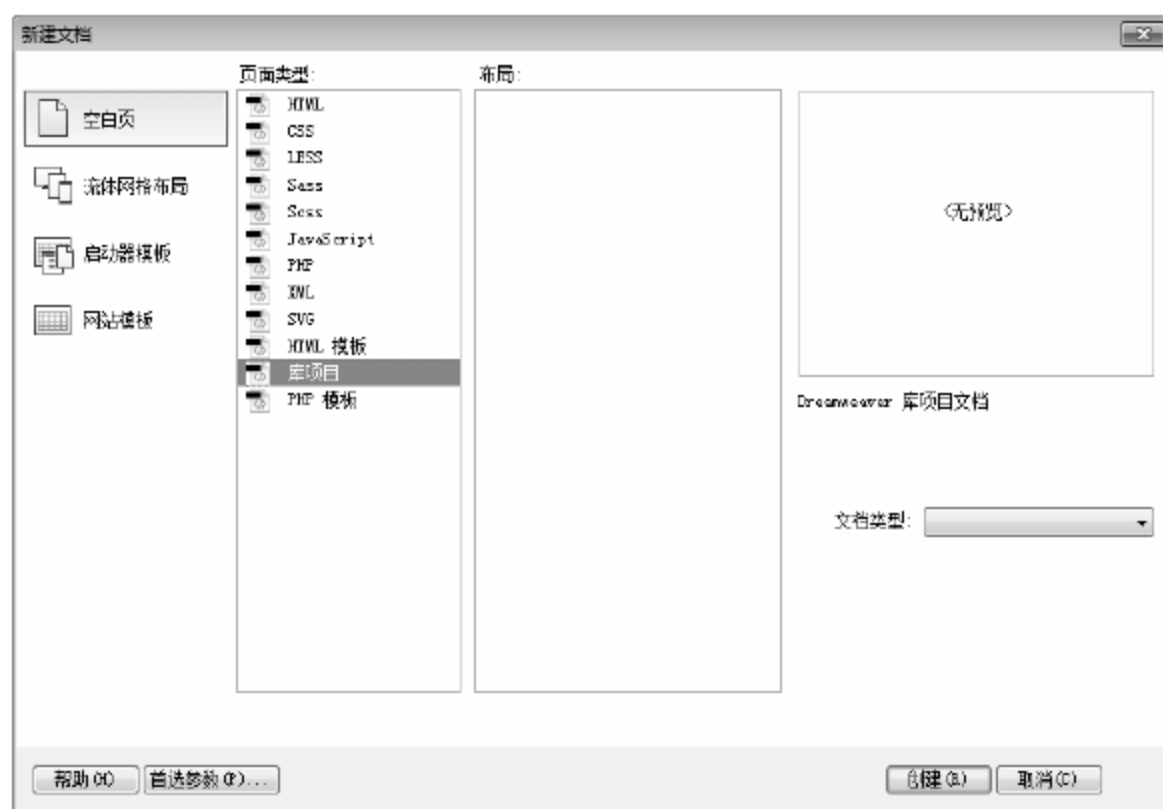 新建文档
页面类型:
布局:
空白页
流体网格布局
启动器模板
网站模板
HTML
CSS
LESS
Sass
Scss
JavaScript
PHP
XML
SVG
HTML 模板
库项目
PHP 模板
<无预览>
Dreamweaver 库项目文档
文档类型:
帮助(H)
首选参数(P)...
创建(R)
取消(C)